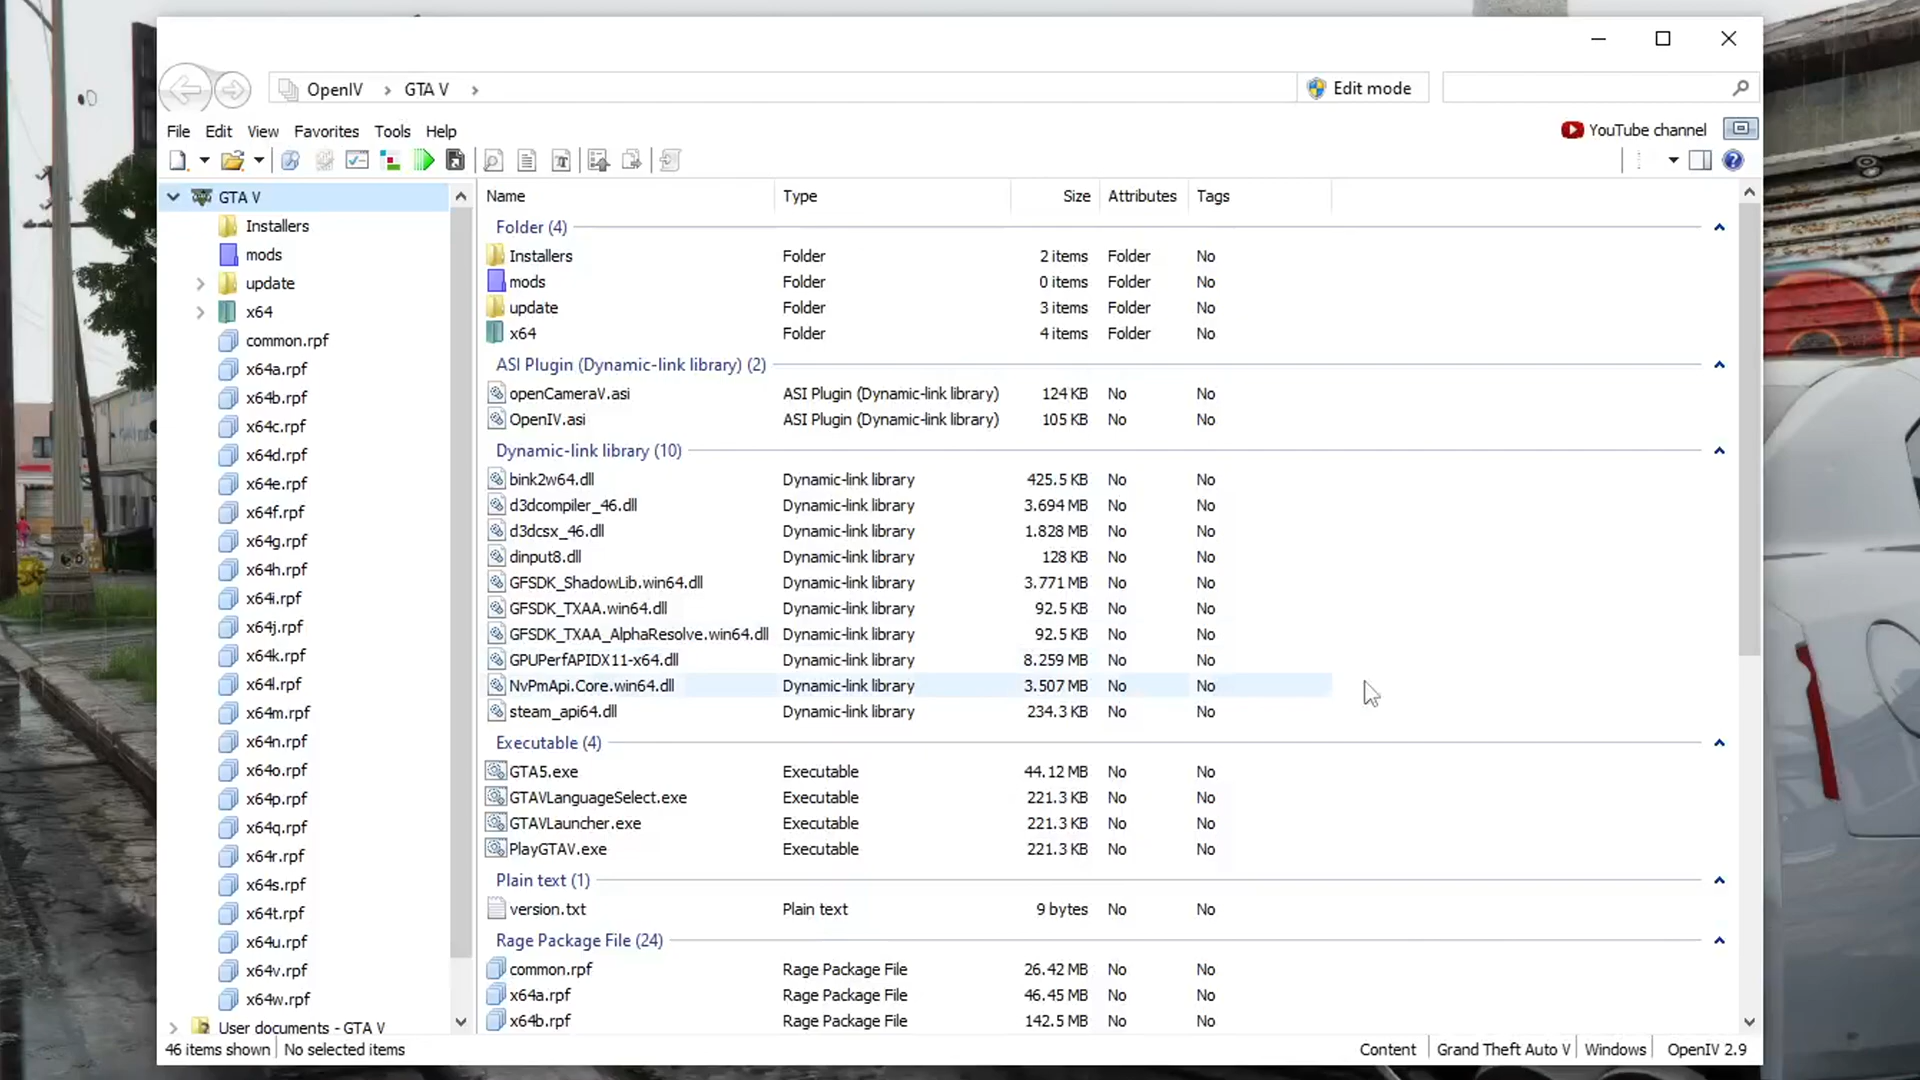 OpenIV > GTA V >
Edit mode
File Edit View Favorites Tools Help
YouTube channel
GTA V
Installers
mods
update
x64
common.rpf
x64a.rpf
x64b.rpf
x64c.rpf
x64d.rpf
x64e.rpf
x64f.rpf
x64g.rpf
x64h.rpf
x64i.rpf
x64j.rpf
x64k.rpf
x64l.rpf
x64m.rpf
x64n.rpf
x64o.rpf
x64p.rpf
x64q.rpf
x64r.rpf
x64s.rpf
x64t.rpf
x64u.rpf
x64v.rpf
x64w.rpf
User documents - GTA V
Name Type Size Attributes Tags
Folder (4)
Installers Folder 2 items Folder No
mods Folder 0 items Folder No
update Folder 3 items Folder No
x64 Folder 4 items Folder No
ASI Plugin (Dynamic-link library) (2)
openCameraV.asi ASI Plugin (Dynamic-link library) 124 KB No No
OpenIV.asi ASI Plugin (Dynamic-link library) 105 KB No No
Dynamic-link library (10)
bink2w64.dll Dynamic-link library 425.5 KB No No
d3dcompiler_46.dll Dynamic-link library 3.694 MB No No
d3dcsx_46.dll Dynamic-link library 1.828 MB No No
dinput8.dll Dynamic-link library 128 KB No No
GFSDK_ShadowLib.win64.dll Dynamic-link library 3.771 MB No No
GFSDK_TXAA.win64.dll Dynamic-link library 92.5 KB No No
GFSDK_TXAA_AlphaResolve.win64.dll Dynamic-link library 92.5 KB No No
GPUPerfAPIDX11-x64.dll Dynamic-link library 8.259 MB No No
NvPmApi.Core.win64.dll Dynamic-link library 3.507 MB No No
steam_api64.dll Dynamic-link library 234.3 KB No No
Executable (4)
GTA5.exe Executable 44.12 MB No No
GTAVLanguageSelect.exe Executable 221.3 KB No No
GTAVLauncher.exe Executable 221.3 KB No No
PlayGTAV.exe Executable 221.3 KB No No
Plain text (1)
version.txt Plain text 9 bytes No No
Rage Package File (24)
common.rpf Rage Package File 26.42 MB No No
x64a.rpf Rage Package File 46.45 MB No No
x64b.rpf Rage Package File 142.5 MB No No
46 items shown No selected items
Content Grand Theft Auto V Windows OpenIV 2.9